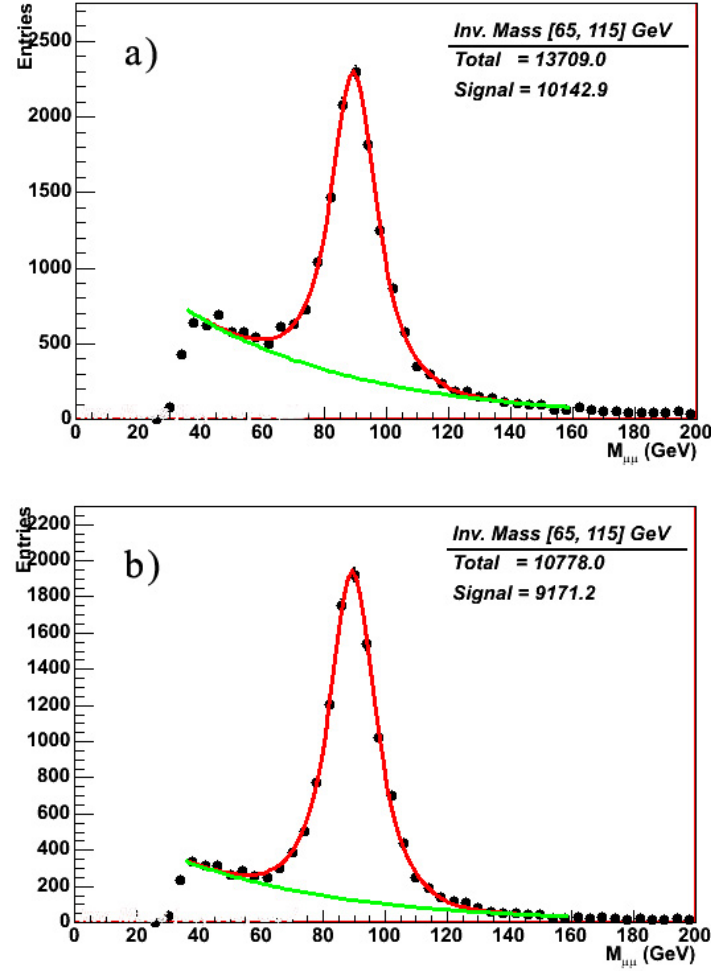 Entries
2500
2000
1500
1000
500
0
a)
Inv. Mass [65, 115] GeV
Total = 13709.0
Signal = 10142.9
0 20 40 60 80 100 120 140 160 180 200
Mμμ (GeV)
Entries
2200
2000
1800
1600
1400
1200
1000
800
600
400
200
0
b)
Inv. Mass [65, 115] GeV
Total = 10778.0
Signal = 9171.2
0 20 40 60 80 100 120 140 160 180 200
Mμμ (GeV)